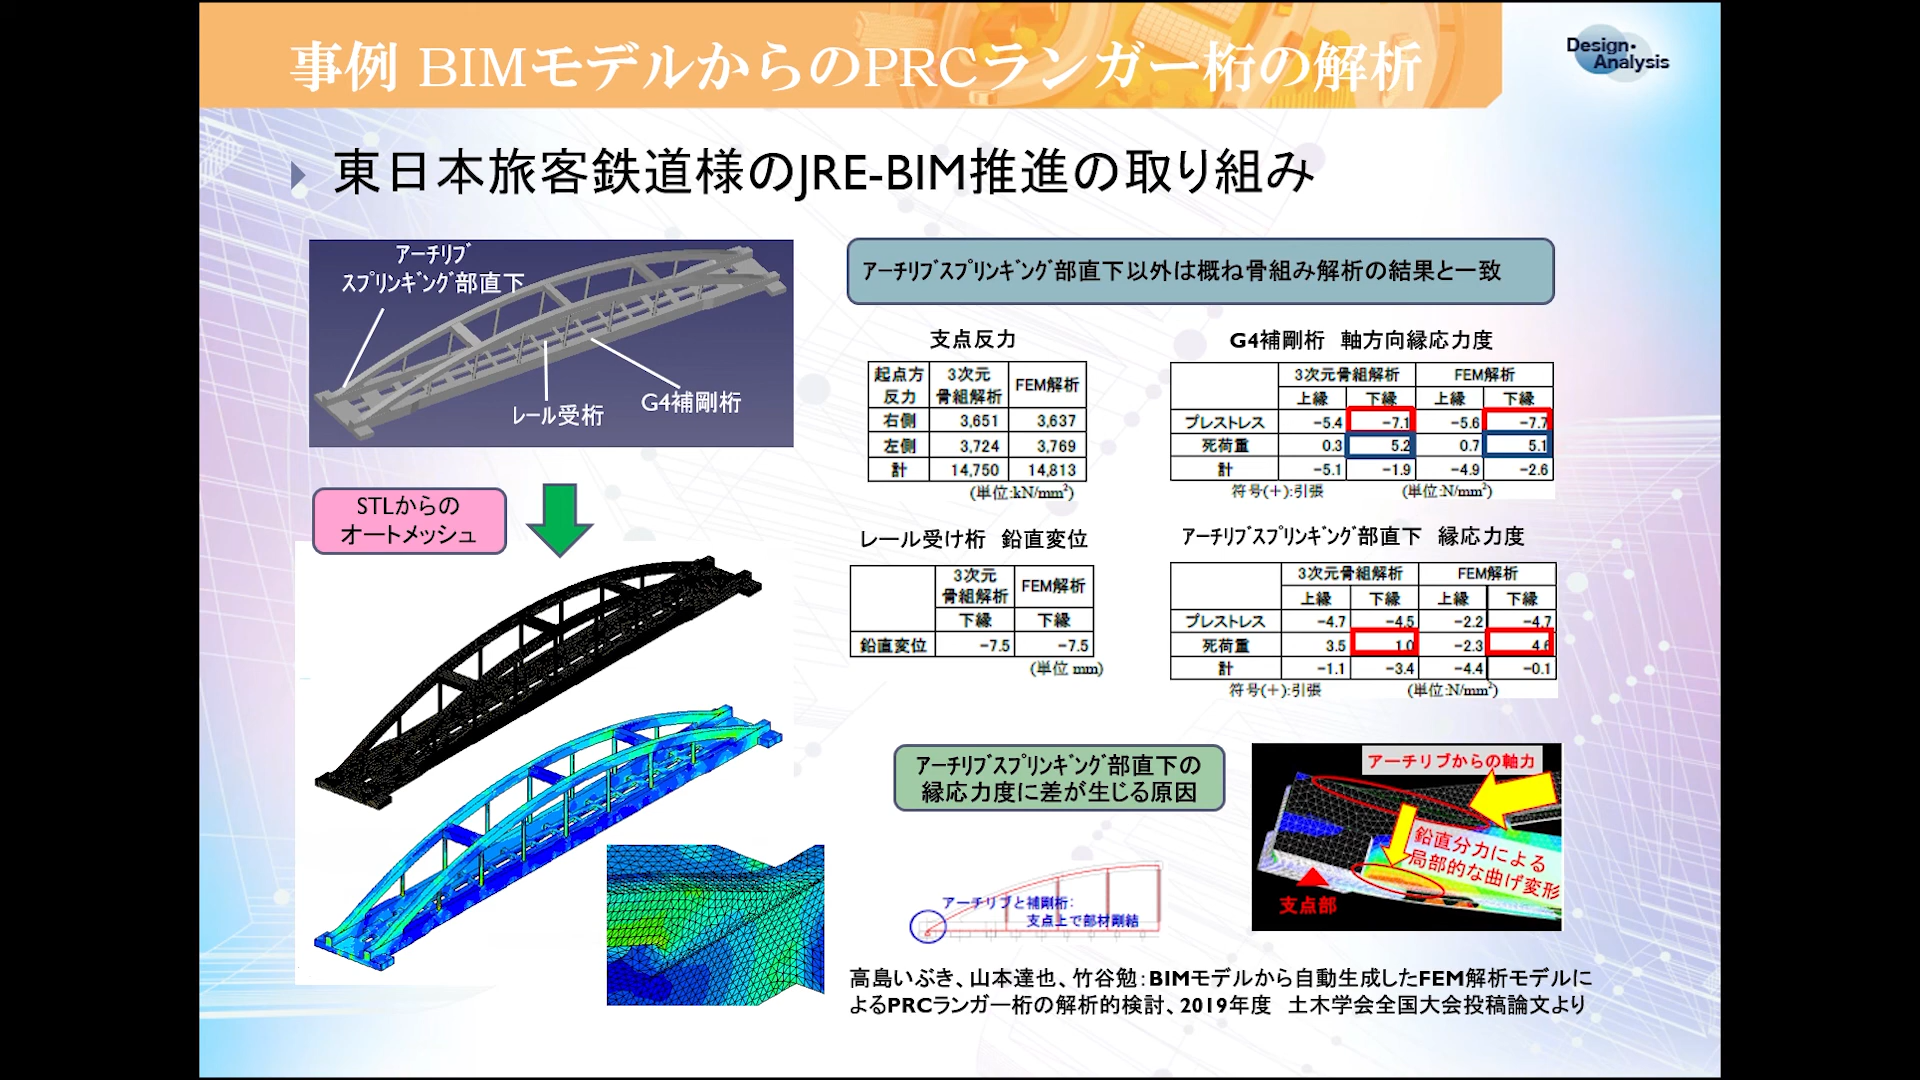 事例 BIMモデルからのPRCランガー桁の解析
Design・
Analysis
東日本旅客鉄道様のJRE-BIM推進の取り組み
アーチリブ
スプリンギング部直下
レール受桁
G4補剛桁
STLからの
オートメッシュ
アーチリブスプリンギング部直下以外は概ね骨組み解析の結果と一致
支点反力
起点方反力 3次元骨組解析 FEM解析
右側 3,651 3,637
左側 3,724 3,769
計 14,750 14,813
(単位:kN/mm²)
G4補剛桁 軸方向縁応力度
3次元骨組解析 FEM解析
上縁 下縁 上縁 下縁
プレストレス -5.4 -7.1 -5.6 -7.7
死荷重 0.3 5.2 0.7 5.1
計 -5.1 -1.9 -4.9 -2.6
符号(+):引張 (単位:N/mm²)
レール受け桁 鉛直変位
3次元骨組解析 FEM解析
下縁 下縁
鉛直変位 -7.5 -7.5
(単位 mm)
アーチリブスプリンギング部直下 縁応力度
3次元骨組解析 FEM解析
上縁 下縁 上縁 下縁
プレストレス -4.7 -4.5 -2.2 -4.7
死荷重 3.5 1.0 -2.3 4.6
計 -1.1 -3.4 -4.4 -0.1
符号(+):引張 (単位:N/mm²)
アーチリブスプリンギング部直下の
縁応力度に差が生じる原因
アーチリブと補剛桁:
支点上で部材剛結
アーチリブからの軸力
鉛直分力による
局部的な曲げ変形
支点部
高島いぶき、山本達也、竹谷勉:BIMモデルから自動生成したFEM解析モデルに
よるPRCランガー桁の解析的検討、2019年度 土木学会全国大会投稿論文より